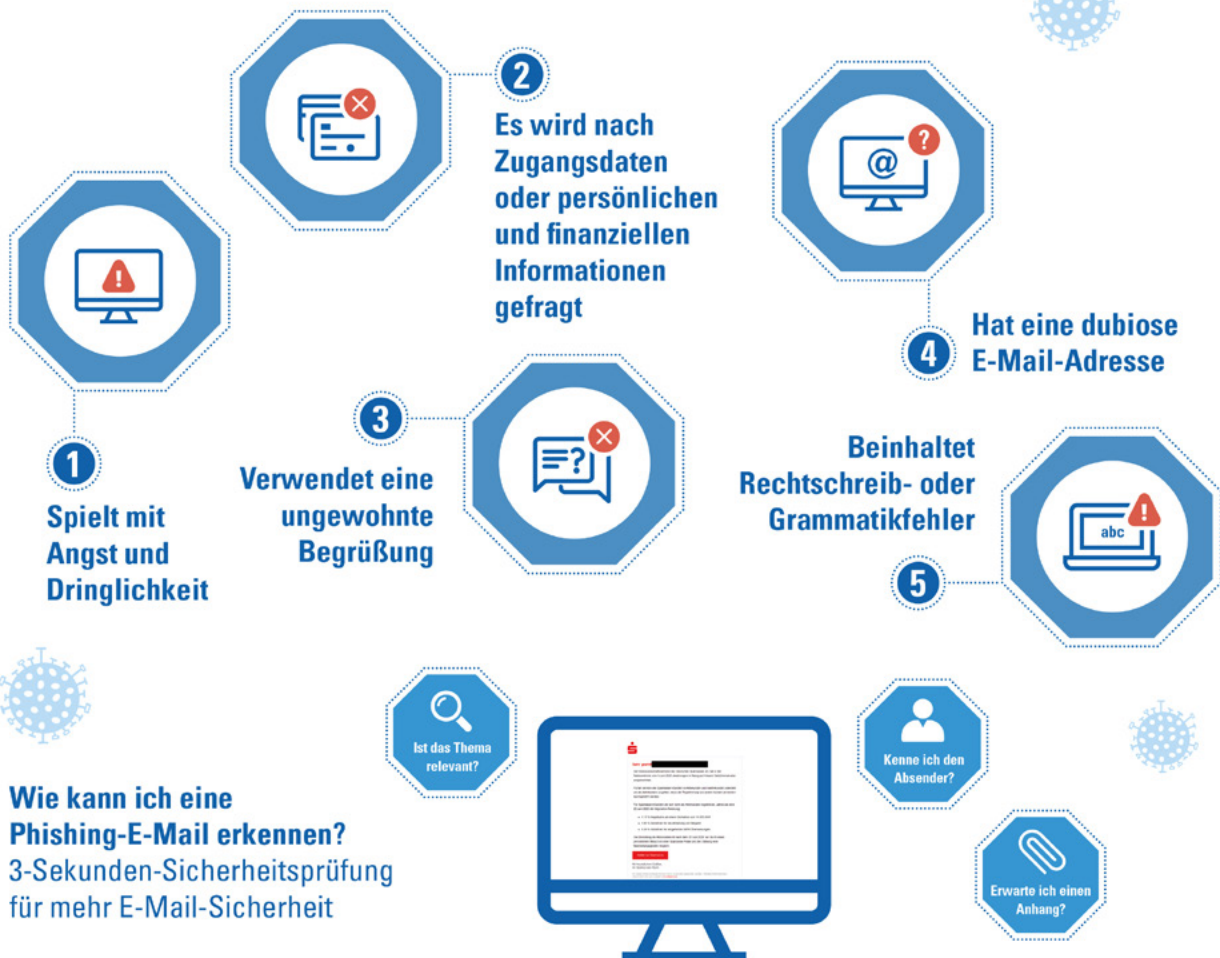 1
Spielt mit
Angst und
Dringlichkeit
2
Es wird nach
Zugangsdaten
oder persönlichen
und finanziellen
Informationen
gefragt
3
Verwendet eine
ungewohnte
Begrüßung
?
@
?
4
Hat eine dubiose
E-Mail-Adresse
Beinhaltet
Rechtschreib- oder
Grammatikfehler
5
abc
!
!
Wie kann ich eine
Phishing-E-Mail erkennen?
3-Sekunden-Sicherheitsprüfung
für mehr E-Mail-Sicherheit
Ist das Thema
relevant?
Kenne ich den
Absender?
Erwarte ich einen
Anhang?